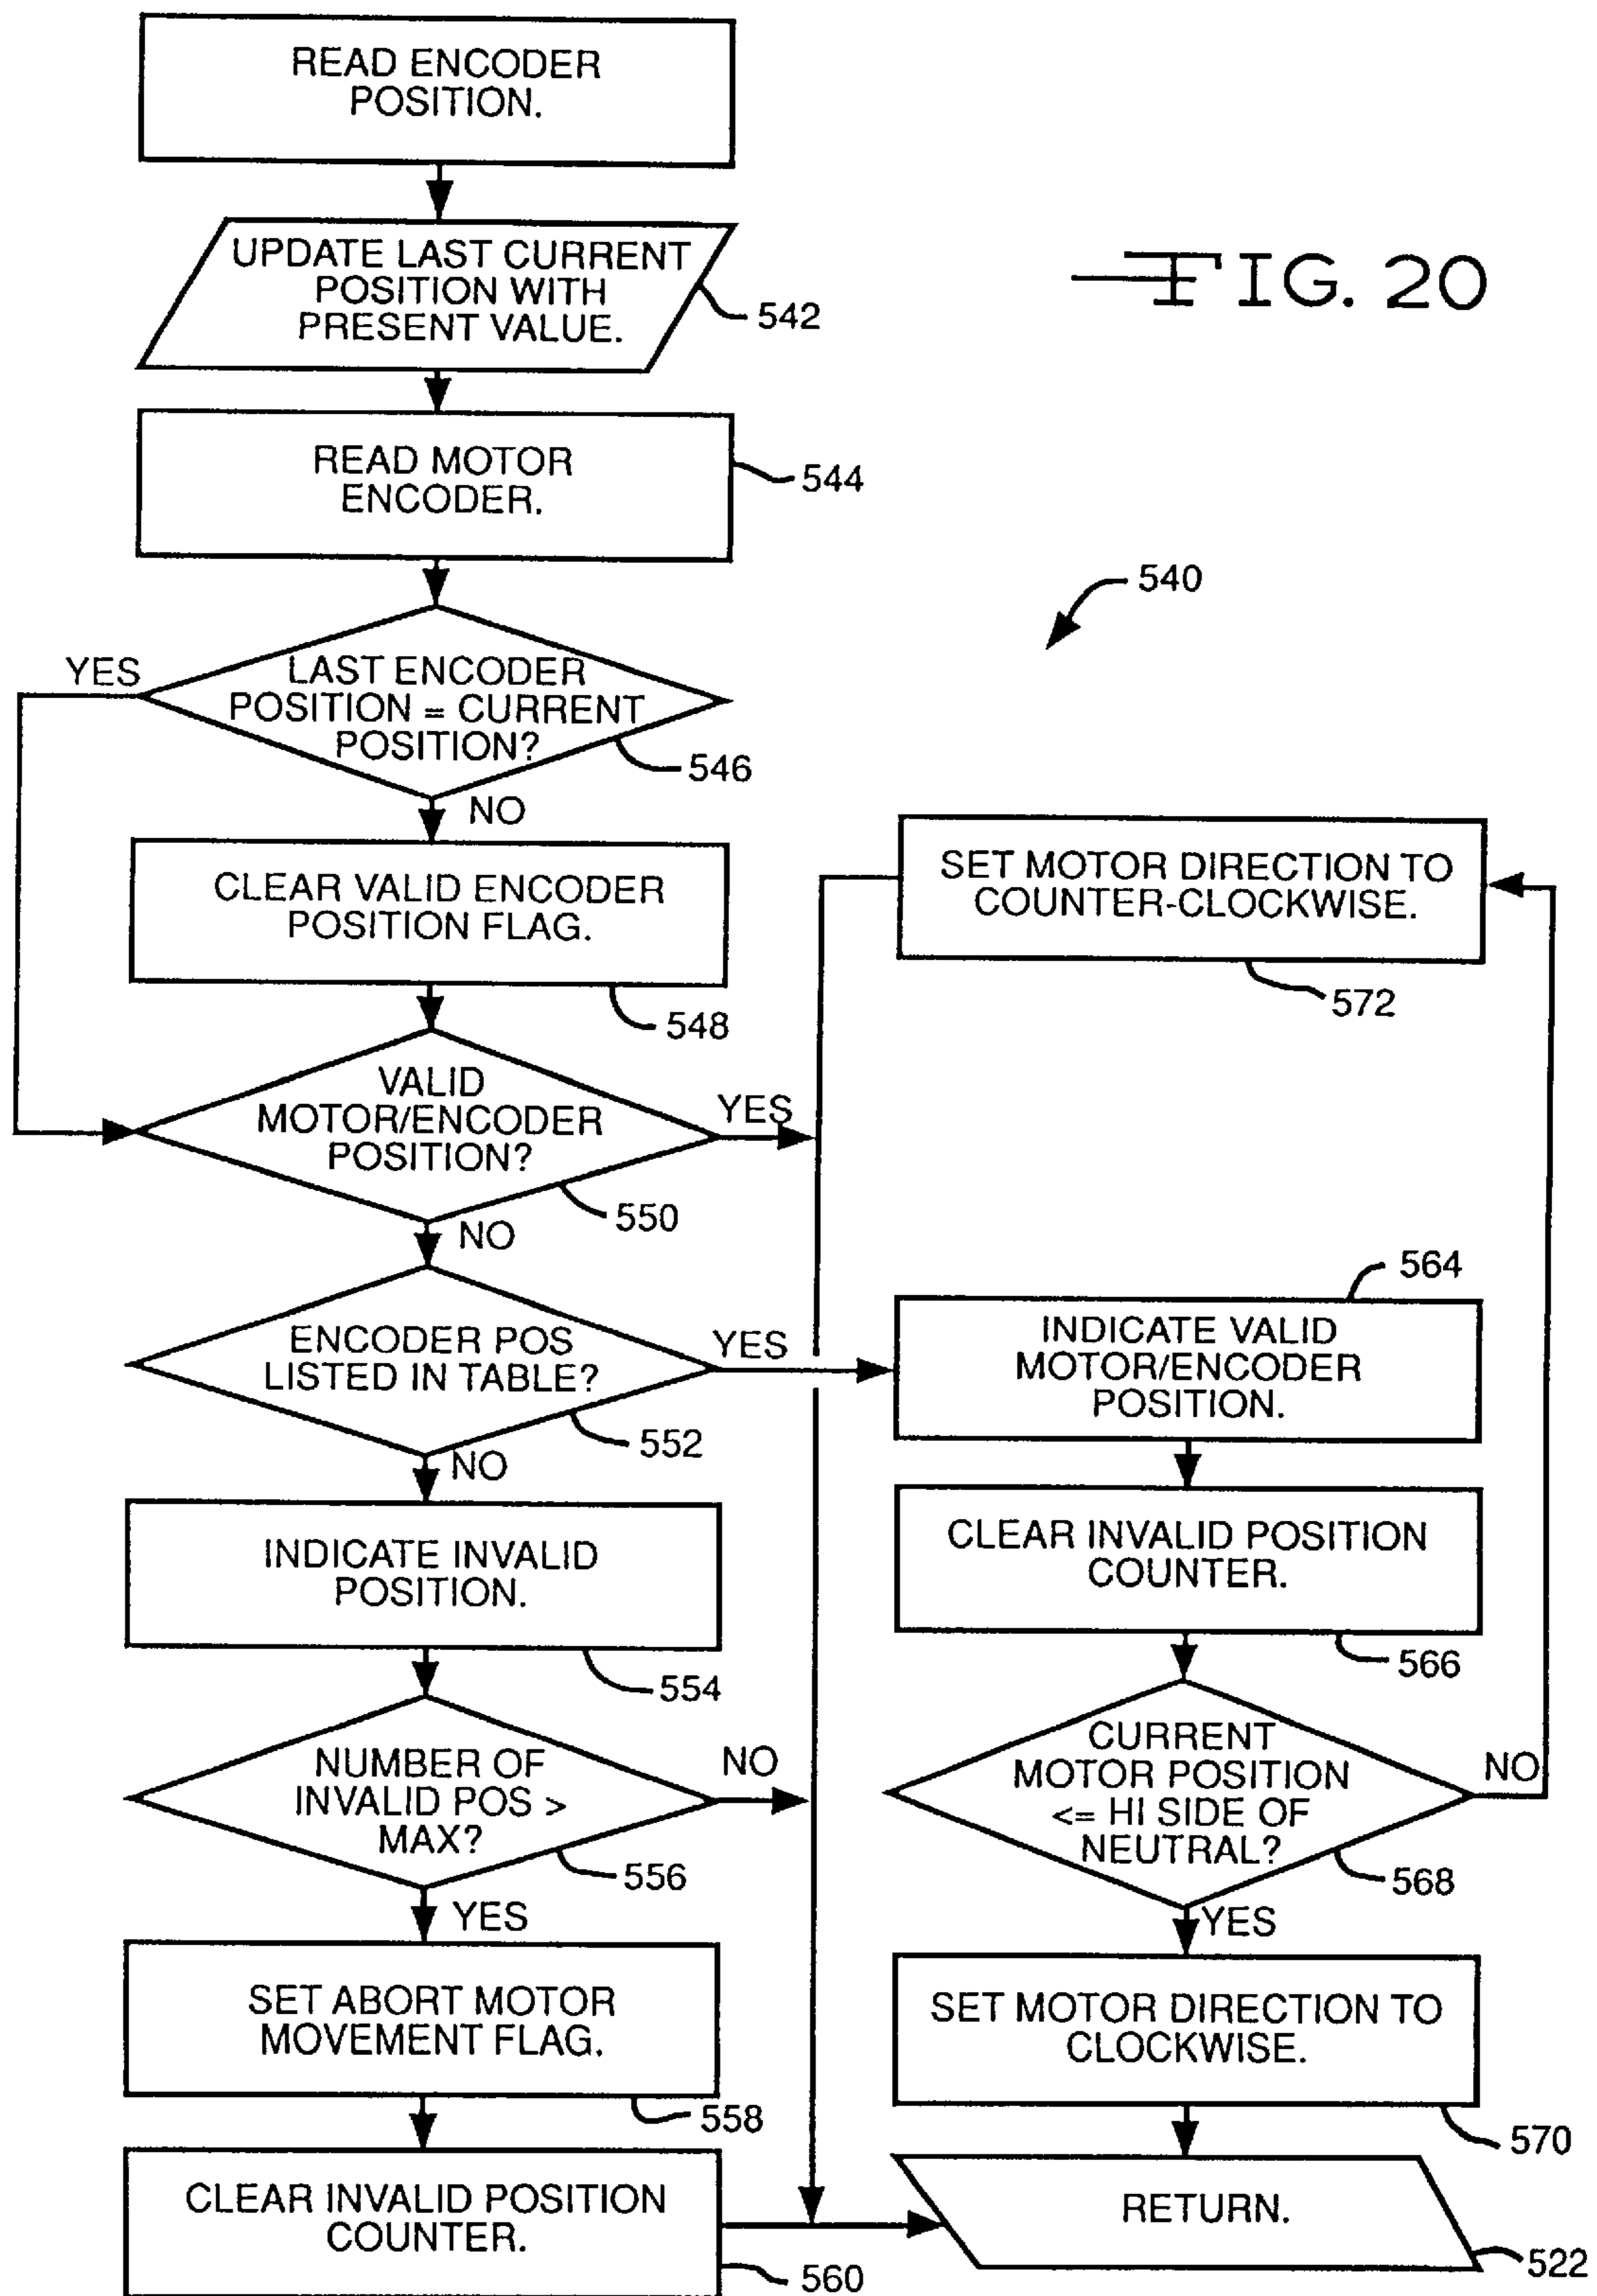 READ ENCODER
POSITION.
UPDATE LAST CURRENT
POSITION WITH
PRESENT VALUE.
542
FIG. 20
READ MOTOR
ENCODER.
544
540
YES
LAST ENCODER
POSITION = CURRENT
POSITION?
546
NO
CLEAR VALID ENCODER
POSITION FLAG.
548
SET MOTOR DIRECTION TO
COUNTER-CLOCKWISE.
572
VALID
MOTOR/ENCODER
POSITION?
YES
550
NO
ENCODER POS
LISTED IN TABLE?
YES
552
NO
564
INDICATE VALID
MOTOR/ENCODER
POSITION.
INDICATE INVALID
POSITION.
554
CLEAR INVALID POSITION
COUNTER.
566
NUMBER OF
INVALID POS >
MAX?
NO
556
YES
CURRENT
MOTOR POSITION
<= HI SIDE OF
NEUTRAL?
NO
568
YES
SET ABORT MOTOR
MOVEMENT FLAG.
558
SET MOTOR DIRECTION TO
CLOCKWISE.
570
CLEAR INVALID POSITION
COUNTER.
560
RETURN.
522